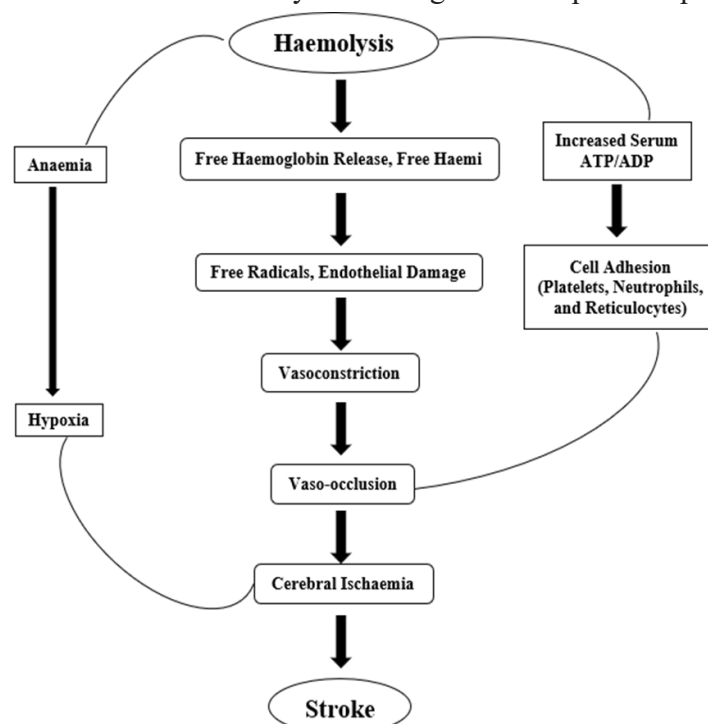 Haemolysis
Anaemia
Free Haemoglobin Release, Free Haemi
Increased Serum
ATP/ADP
Free Radicals, Endothelial Damage
Cell Adhesion
(Platelets, Neutrophils,
and Reticulocytes)
Vasoconstriction
Hypoxia
Vaso-occlusion
Cerebral Ischaemia
Stroke